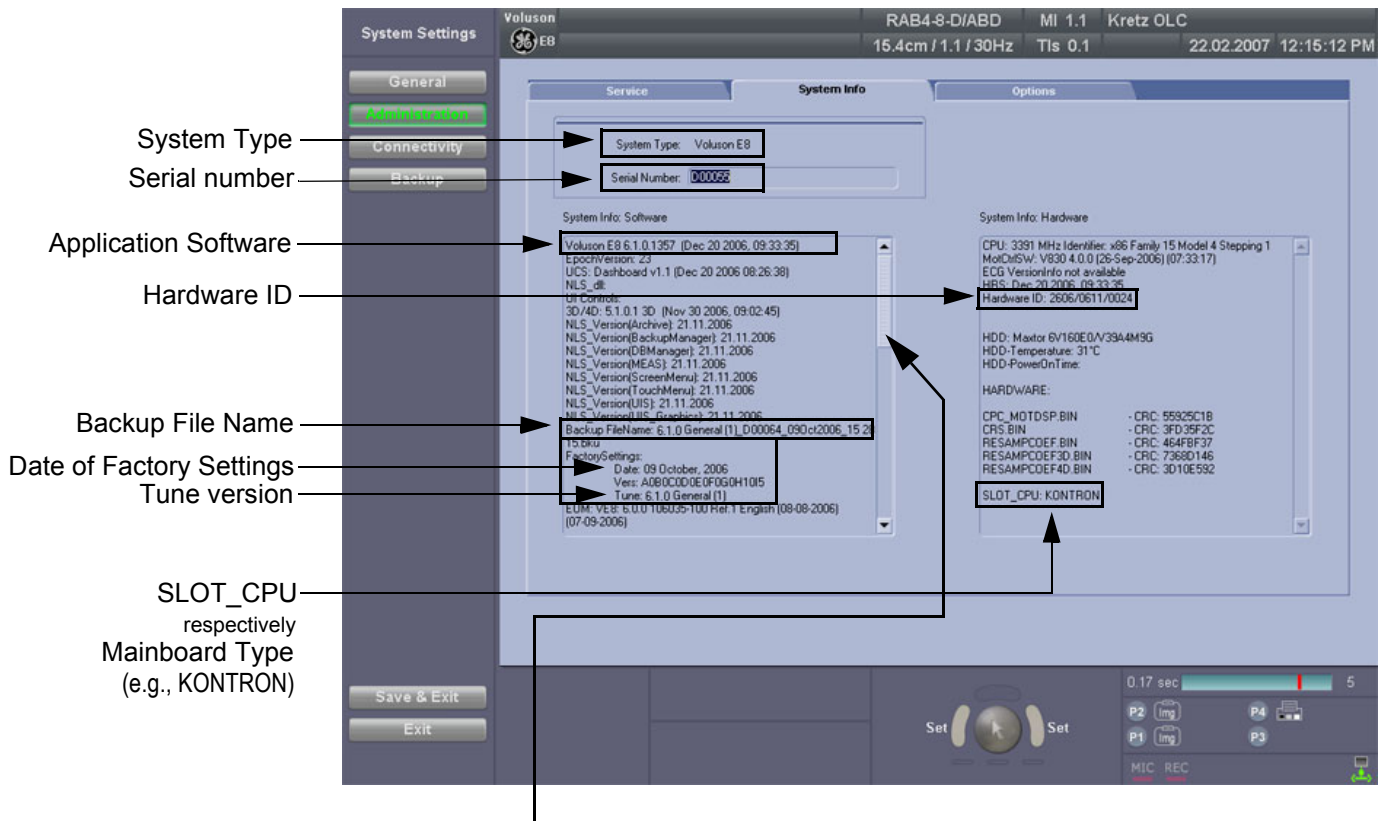 System Settings
Voluson
E8
RAB4-8-D/ABD MI 1.1 Kretz OLC
15.4cm / 1.1 / 30Hz TIs 0.1 22.02.2007 12:15:12 PM
General
Administration
Connectivity
Backup
Service
System Info
Options
System Type
Serial number
Application Software
Hardware ID
Backup File Name
Date of Factory Settings
Tune version
SLOT_CPU
respectively
Mainboard Type
(e.g., KONTRON)
System Type: Voluson E8
Serial Number: D00055
System Info: Software
Voluson E8 6.1.0.1357 (Dec 20 2006, 09:33:35)
EpochVersion: 23
UCS: Dashboard v1.1 (Dec 20 2006 08:26:38)
NLS_dll:
UI Controls:
3D/4D: 5.1.0.1 3D (Nov 30 2006, 09:02:45)
NLS_Version(Archive): 21.11.2006
NLS_Version(BackupManager): 21.11.2006
NLS_Version(DBManager): 21.11.2006
NLS_Version(MEAS): 21.11.2006
NLS_Version(ScreenMenu): 21.11.2006
NLS_Version(TouchMenu): 21.11.2006
NLS_Version(UIS): 21.11.2006
NLS_Version(UIS_Graphics): 21.11.2006
Backup FileName: 6.1.0 General (1)_D00064_09Oct2006_15 28
15.bku
FactorySettings:
Date: 09 October, 2006
Vers: A0B0C0D0E0F0G0H10I5
Tune: 6.1.0 General (1)
EUM: VE8: 6.0.0 106035-100 Ref.1 English (08-08-2006)
(07-09-2006)
System Info: Hardware
CPU: 3391 MHz Identifier: x86 Family 15 Model 4 Stepping 1
MotCtrlSW: V830 4.0.0 (26-Sep-2006) (07:33:17)
ECG VersionInfo not available
HBS: Dec 20 2006, 09:33:35
Hardware ID: 2606/0611/0024
HDD: Maxtor 6V160E0/V39A4M9G
HDD-Temperature: 31°C
HDD-PowerOnTime:
HARDWARE:
CPC_MOTDSP.BIN - CRC: 55925C1B
CRS.BIN - CRC: 3FD35F2C
RESAMPCOEF.BIN - CRC: 464FBF37
RESAMPCOEF3D.BIN - CRC: 7368D146
RESAMPCOEF4D.BIN - CRC: 3D10E592
SLOT_CPU: KONTRON
Save & Exit
Exit
Set
Set
0.17 sec 5
P2 Img P4
P1 Img P3
MIC REC